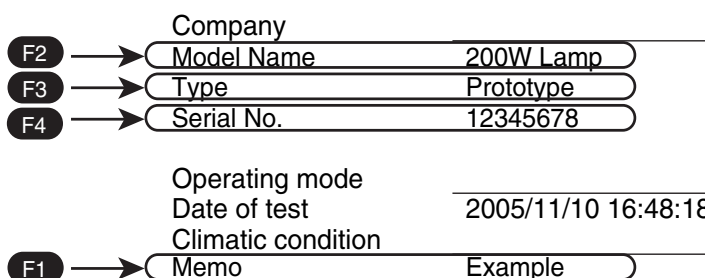 Company
F2 Model Name 200W Lamp
F3 Type Prototype
F4 Serial No. 12345678
Operating mode
Date of test 2005/11/10 16:48:18
Climatic condition
F1 Memo Example